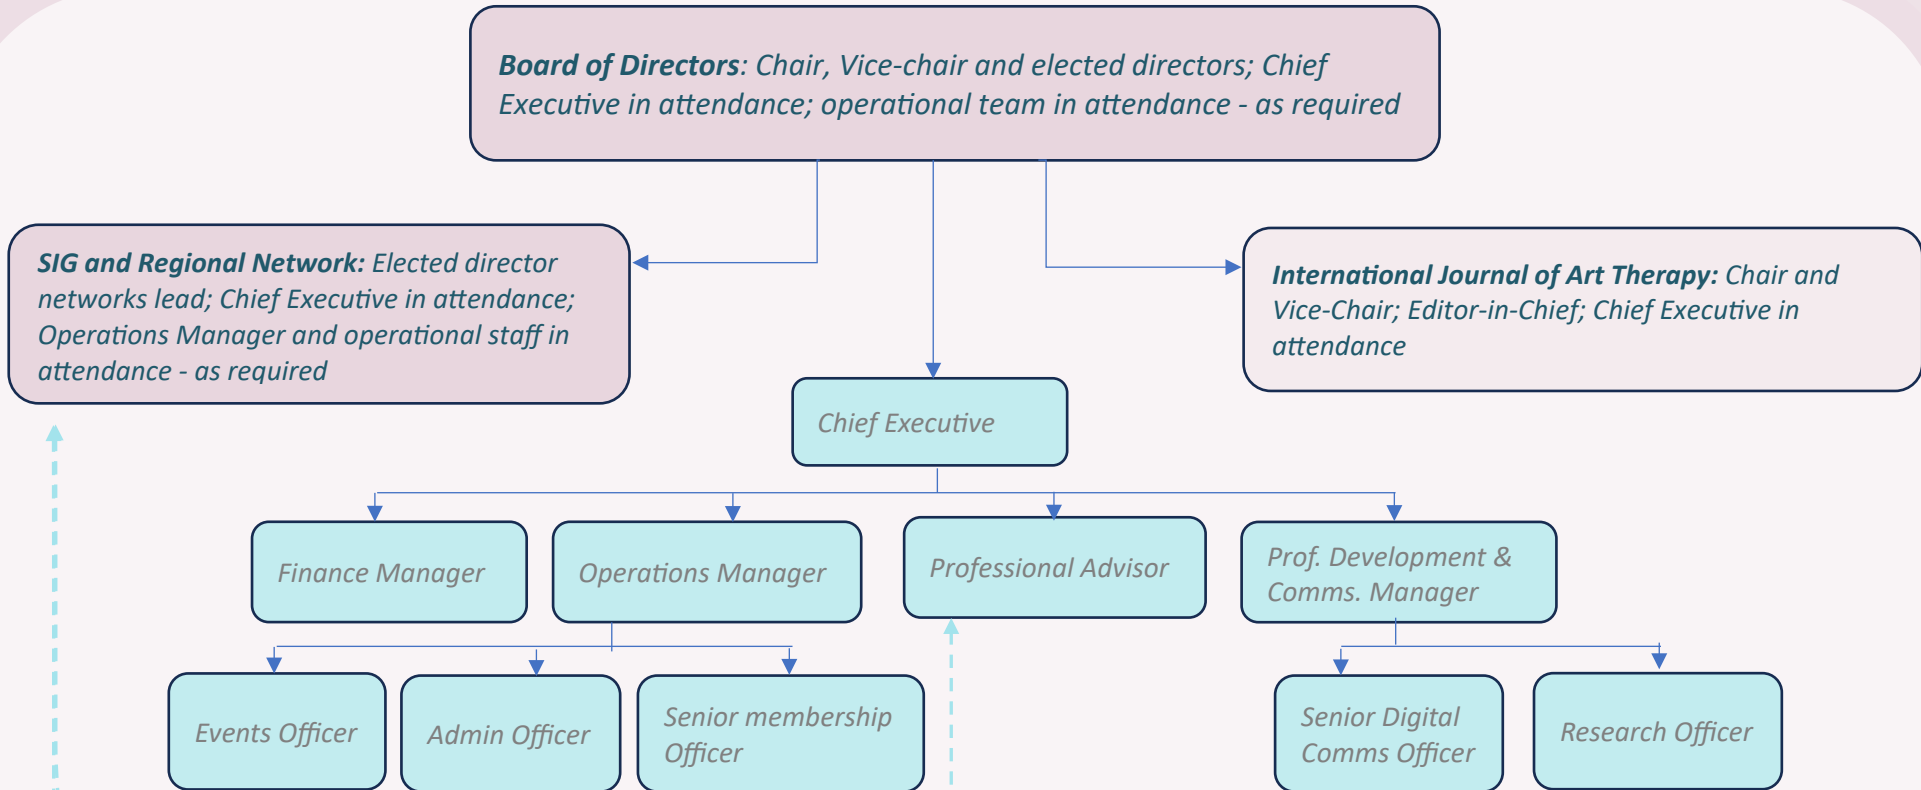 Board of Directors: Chair, Vice-chair and elected directors; Chief
Executive in attendance; operational team in attendance - as required
SIG and Regional Network: Elected director
networks lead; Chief Executive in attendance;
Operations Manager and operational staff in
attendance - as required
International Journal of Art Therapy: Chair and
Vice-Chair; Editor-in-Chief; Chief Executive in
attendance
Chief Executive
Finance Manager
Operations Manager
Professional Advisor
Prof. Development &
Comms. Manager
Events Officer
Admin Officer
Senior membership
Officer
Senior Digital
Comms Officer
Research Officer